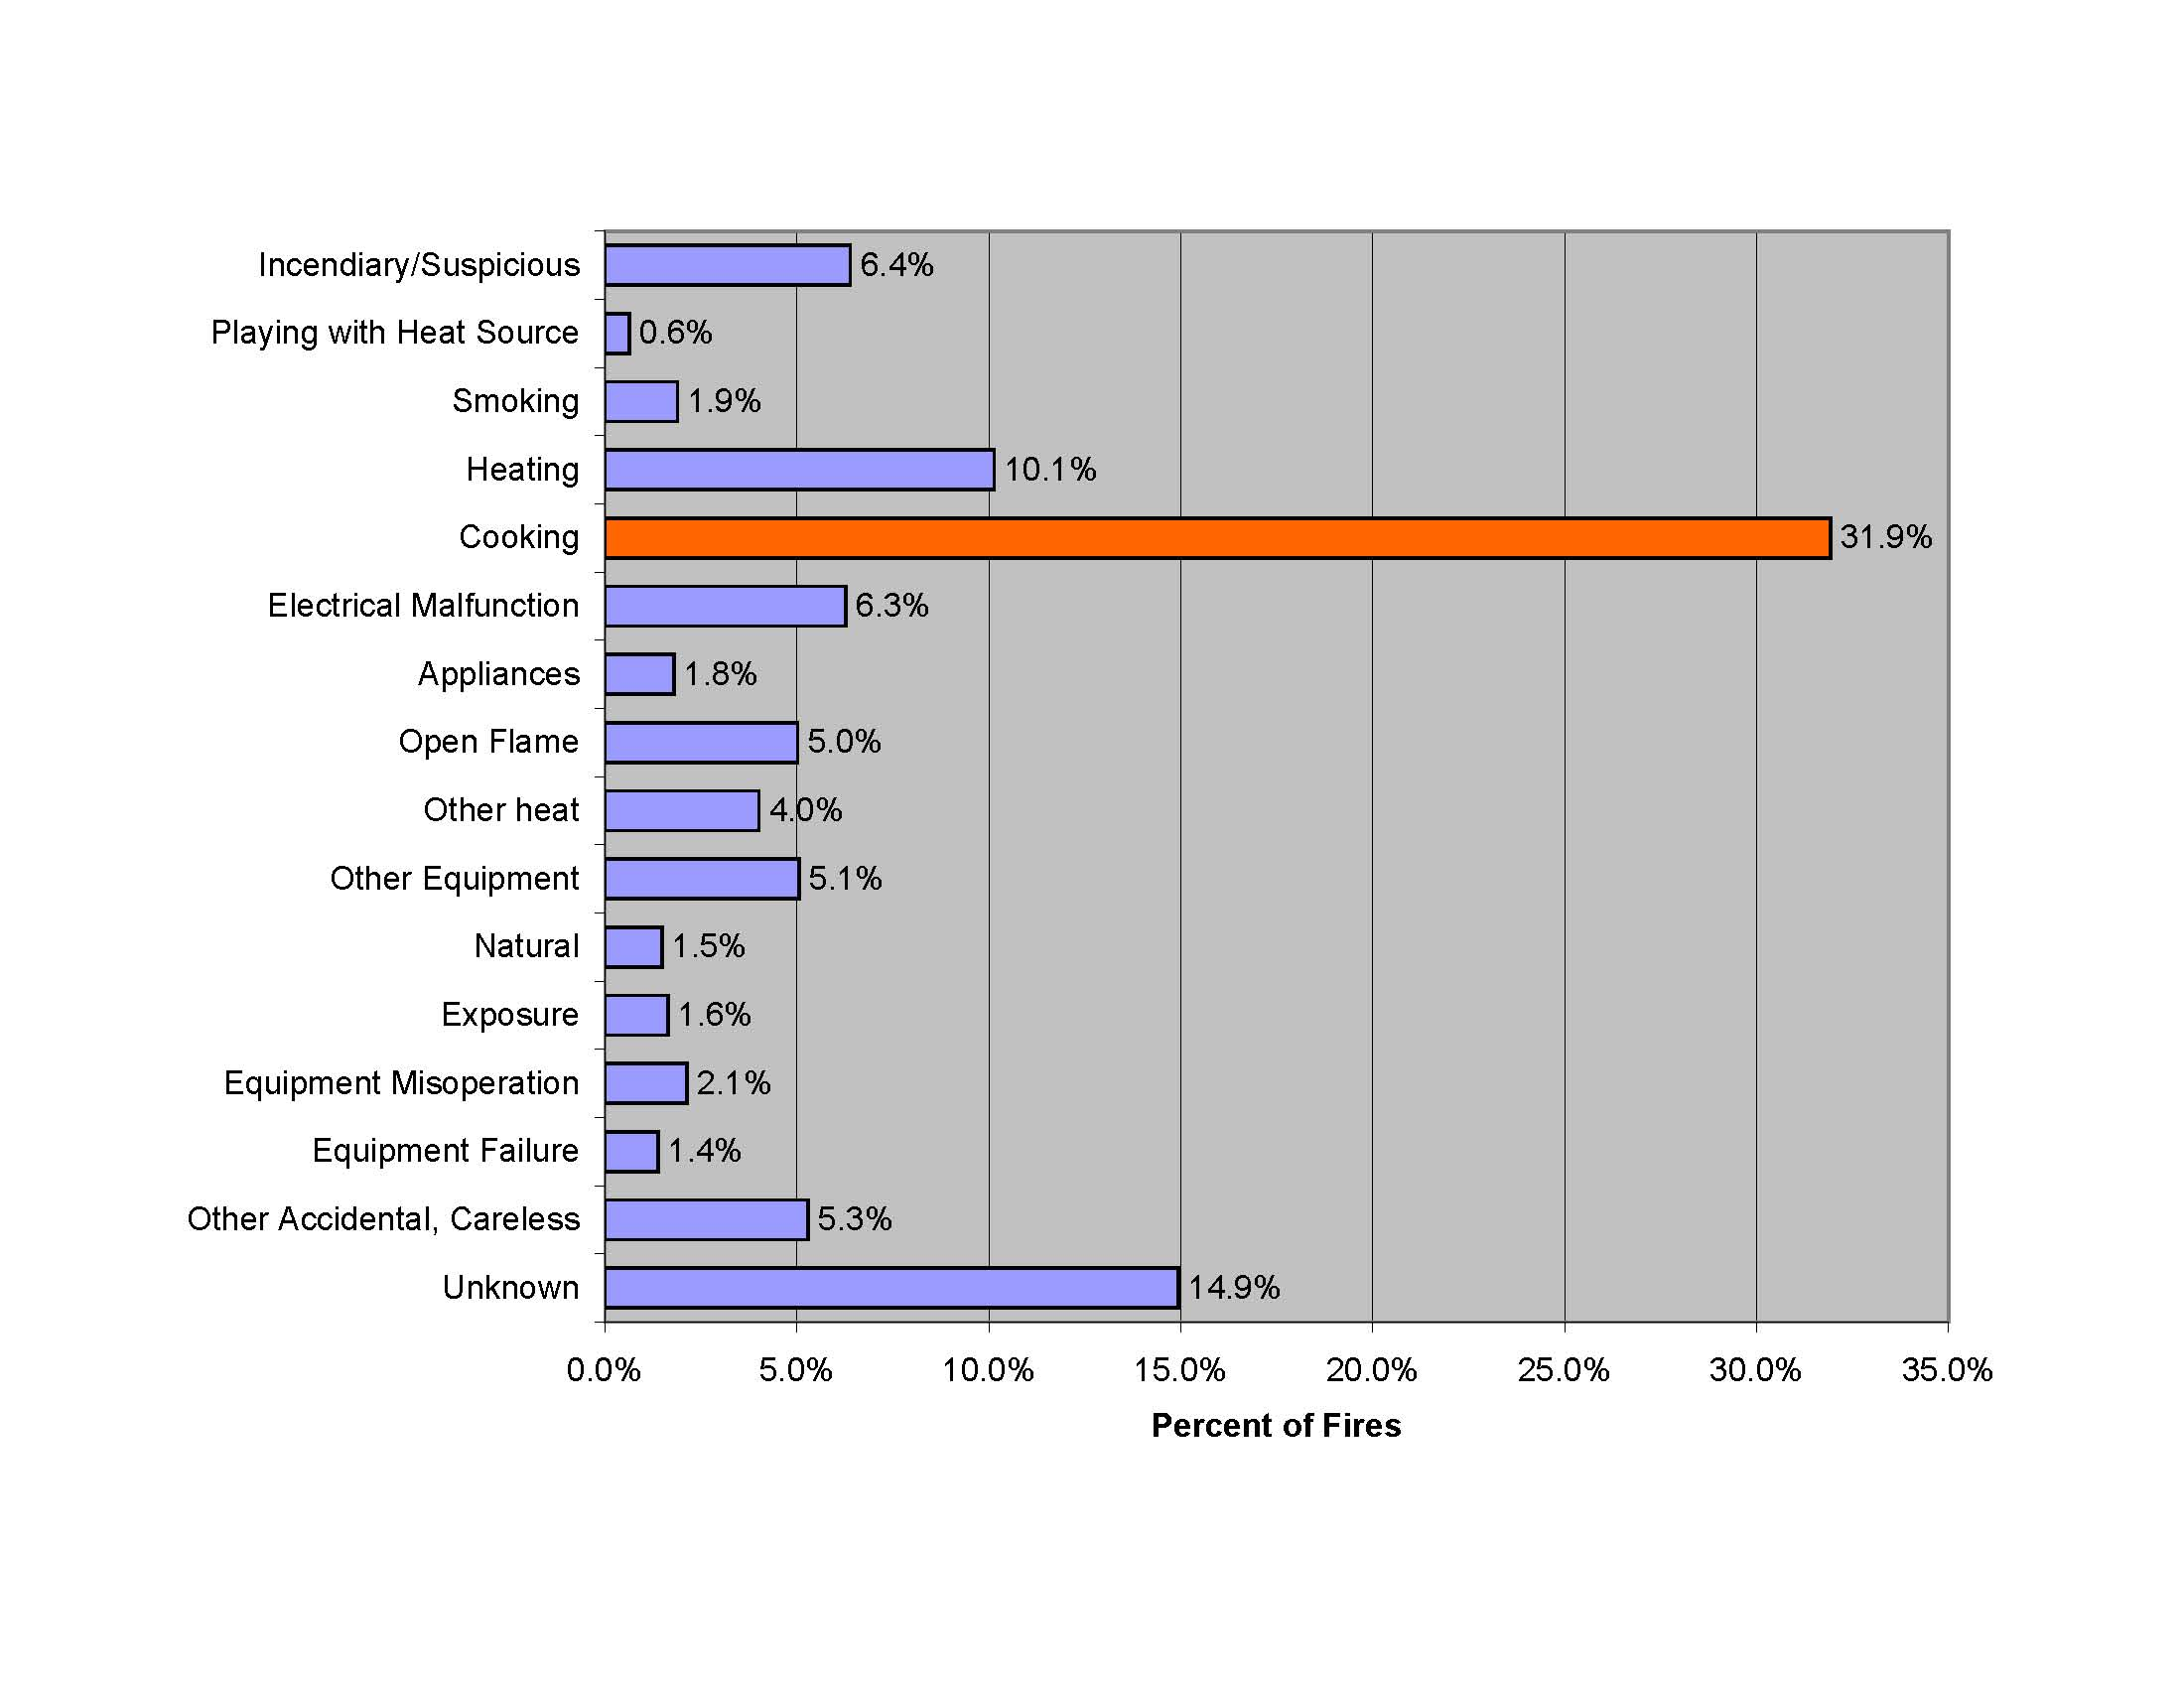 Incendiary/Suspicious 6.4%
Playing with Heat Source 0.6%
Smoking 1.9%
Heating 10.1%
Cooking 31.9%
Electrical Malfunction 6.3%
Appliances 1.8%
Open Flame 5.0%
Other heat 4.0%
Other Equipment 5.1%
Natural 1.5%
Exposure 1.6%
Equipment Misoperation 2.1%
Equipment Failure 1.4%
Other Accidental, Careless 5.3%
Unknown 14.9%
0.0% 5.0% 10.0% 15.0% 20.0% 25.0% 30.0% 35.0%
Percent of Fires